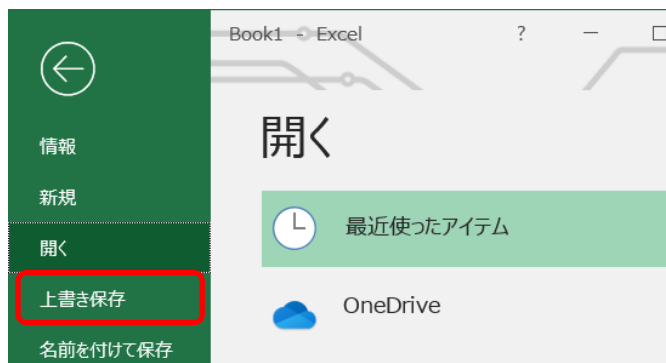 Book1 - Excel ?
情報
新規
開く
上書き保存
名前を付けて保存
開く
最近使ったアイテム
OneDrive